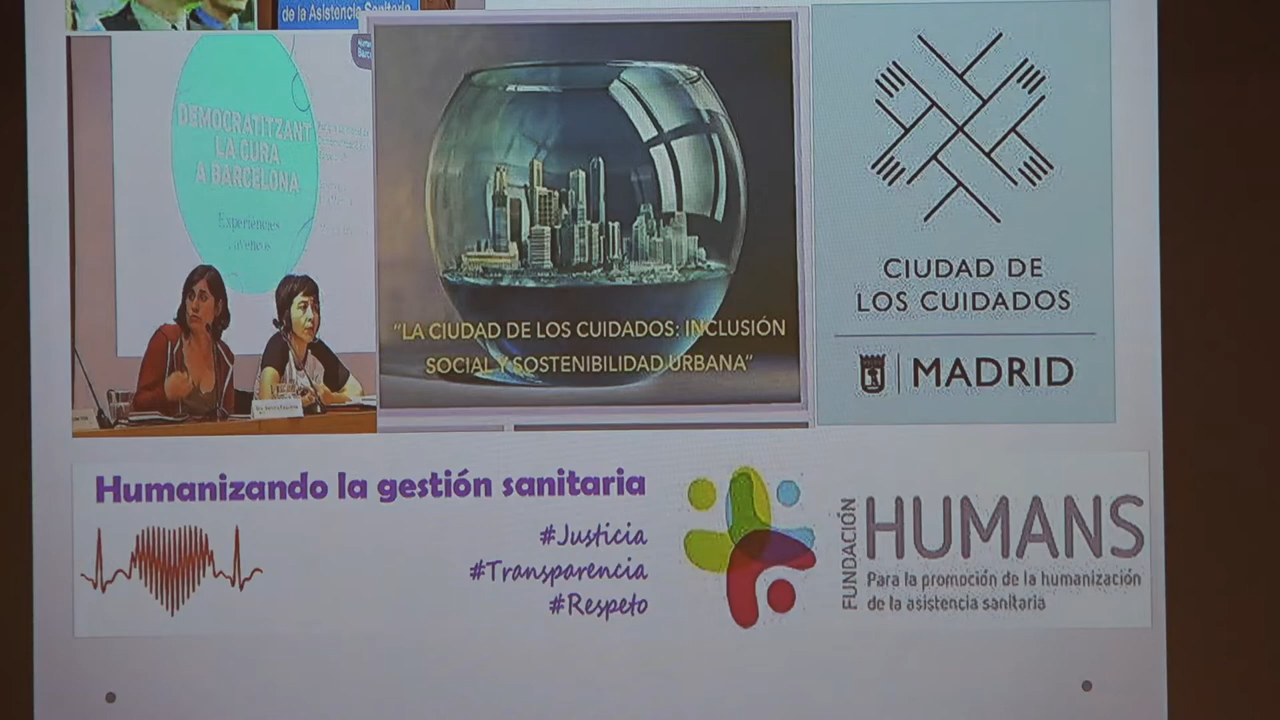 de la Asistencia Sanitaria
DEMOCRATITZANT
LA CURA
A BARCELONA
Experiències
“LA CIUDAD DE LOS CUIDADOS: INCLUSIÓN
SOCIAL Y SOSTENIBILIDAD URBANA”
CIUDAD DE
LOS CUIDADOS
MADRID
Humanizando la gestión sanitaria
#Justicia
#Transparencia
#Respeto
FUNDACIÓN
HUMANS
Para la promoción de la humanización
de la asistencia sanitaria